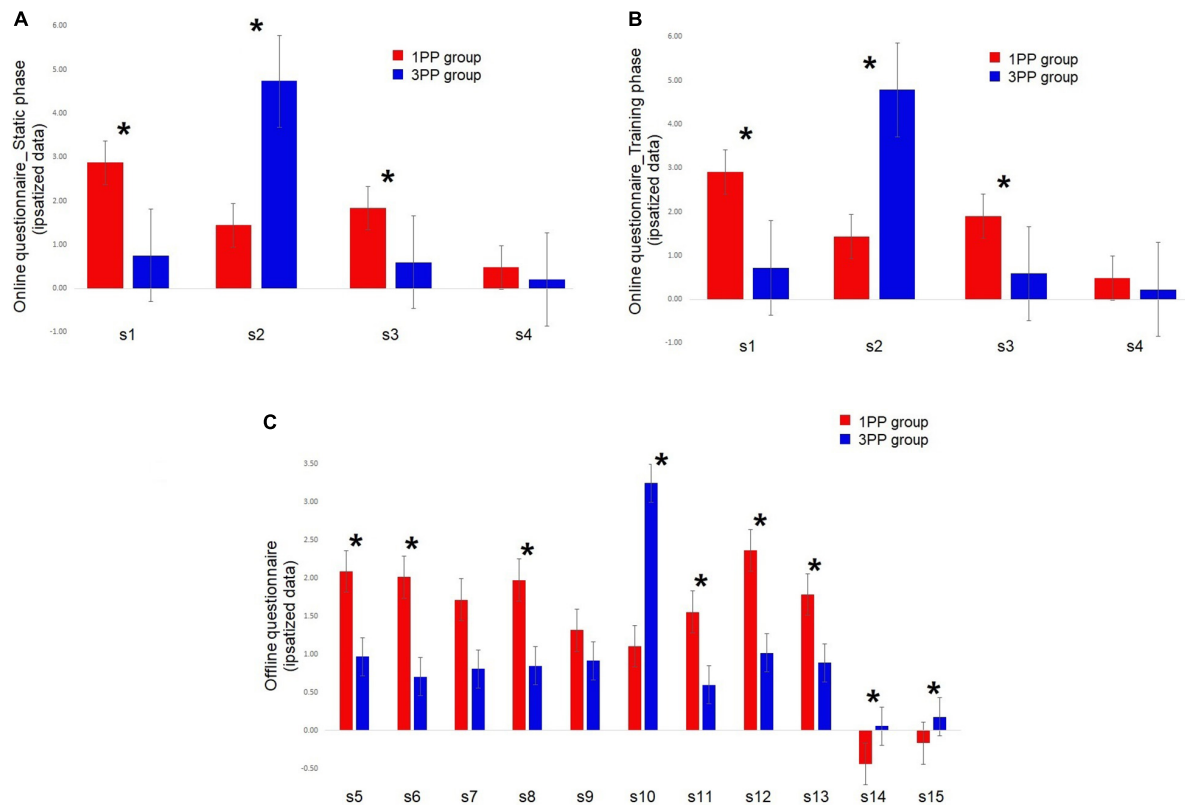 A
Online questionnaire_Static phase
(ipsatized data)
6.00
5.00
4.00
3.00
2.00
1.00
0.00
-1.00
*
*
*
1PP group
3PP group
s1 s2 s3 s4
B
Online questionnaire_Training phase
(ipsatized data)
6.00
5.00
4.00
3.00
2.00
1.00
0.00
-1.00
*
*
*
1PP group
3PP group
s1 s2 s3 s4
C
Offline questionnaire
(ipsatized data)
1PP group
3PP group
3.50
3.00
2.50
2.00
1.50
1.00
0.50
0.00
-0.50
* * * * * * * * *
s5 s6 s7 s8 s9 s10 s11 s12 s13 s14 s15